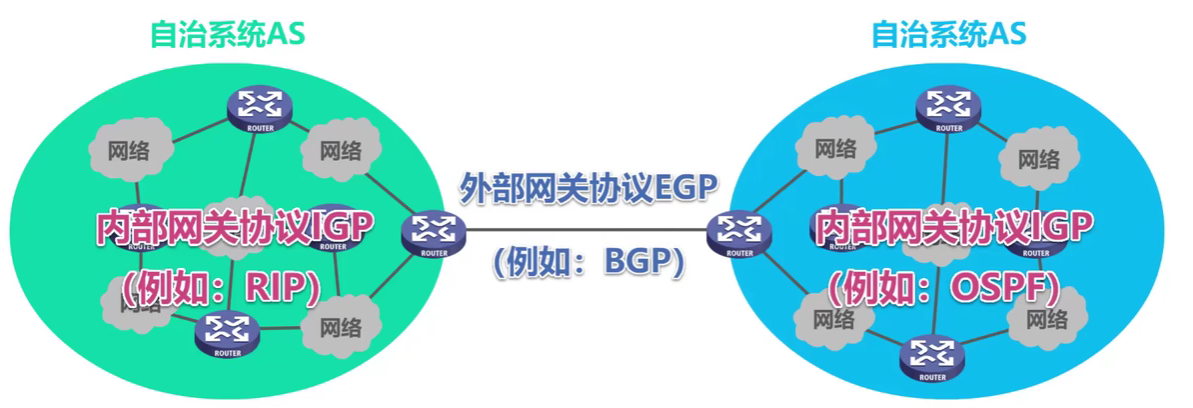 自治系统AS
自治系统AS
ROUTER
网络
网络
内部网关协议IGP
(例如：RIP)
ROUTER
ROUTER
网络
网络
ROUTER
ROUTER
外部网关协议EGP
(例如：BGP)
ROUTER
网络
网络
内部网关协议IGP
(例如：OSPF)
ROUTER
ROUTER
网络
网络
ROUTER
ROUTER